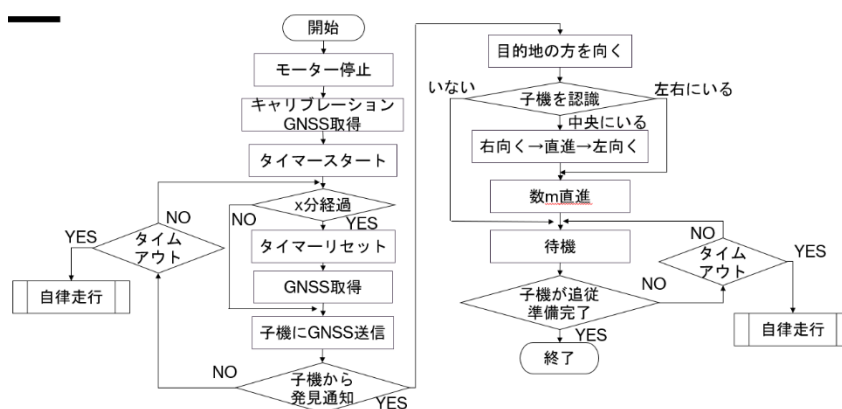 開始
モーター停止
キャリブレーション
GNSS取得
タイマースタート
x分経過
NO
YES
タイマーリセット
GNSS取得
子機にGNSS送信
子機から
発見通知
NO
YES
タイム
アウト
NO
YES
自律走行
目的地の方を向く
子機を認識
いない
左右にいる
中央にいる
右向く→直進→左向く
数m直進
待機
子機が追従
準備完了
NO
YES
タイム
アウト
NO
YES
自律走行
終了